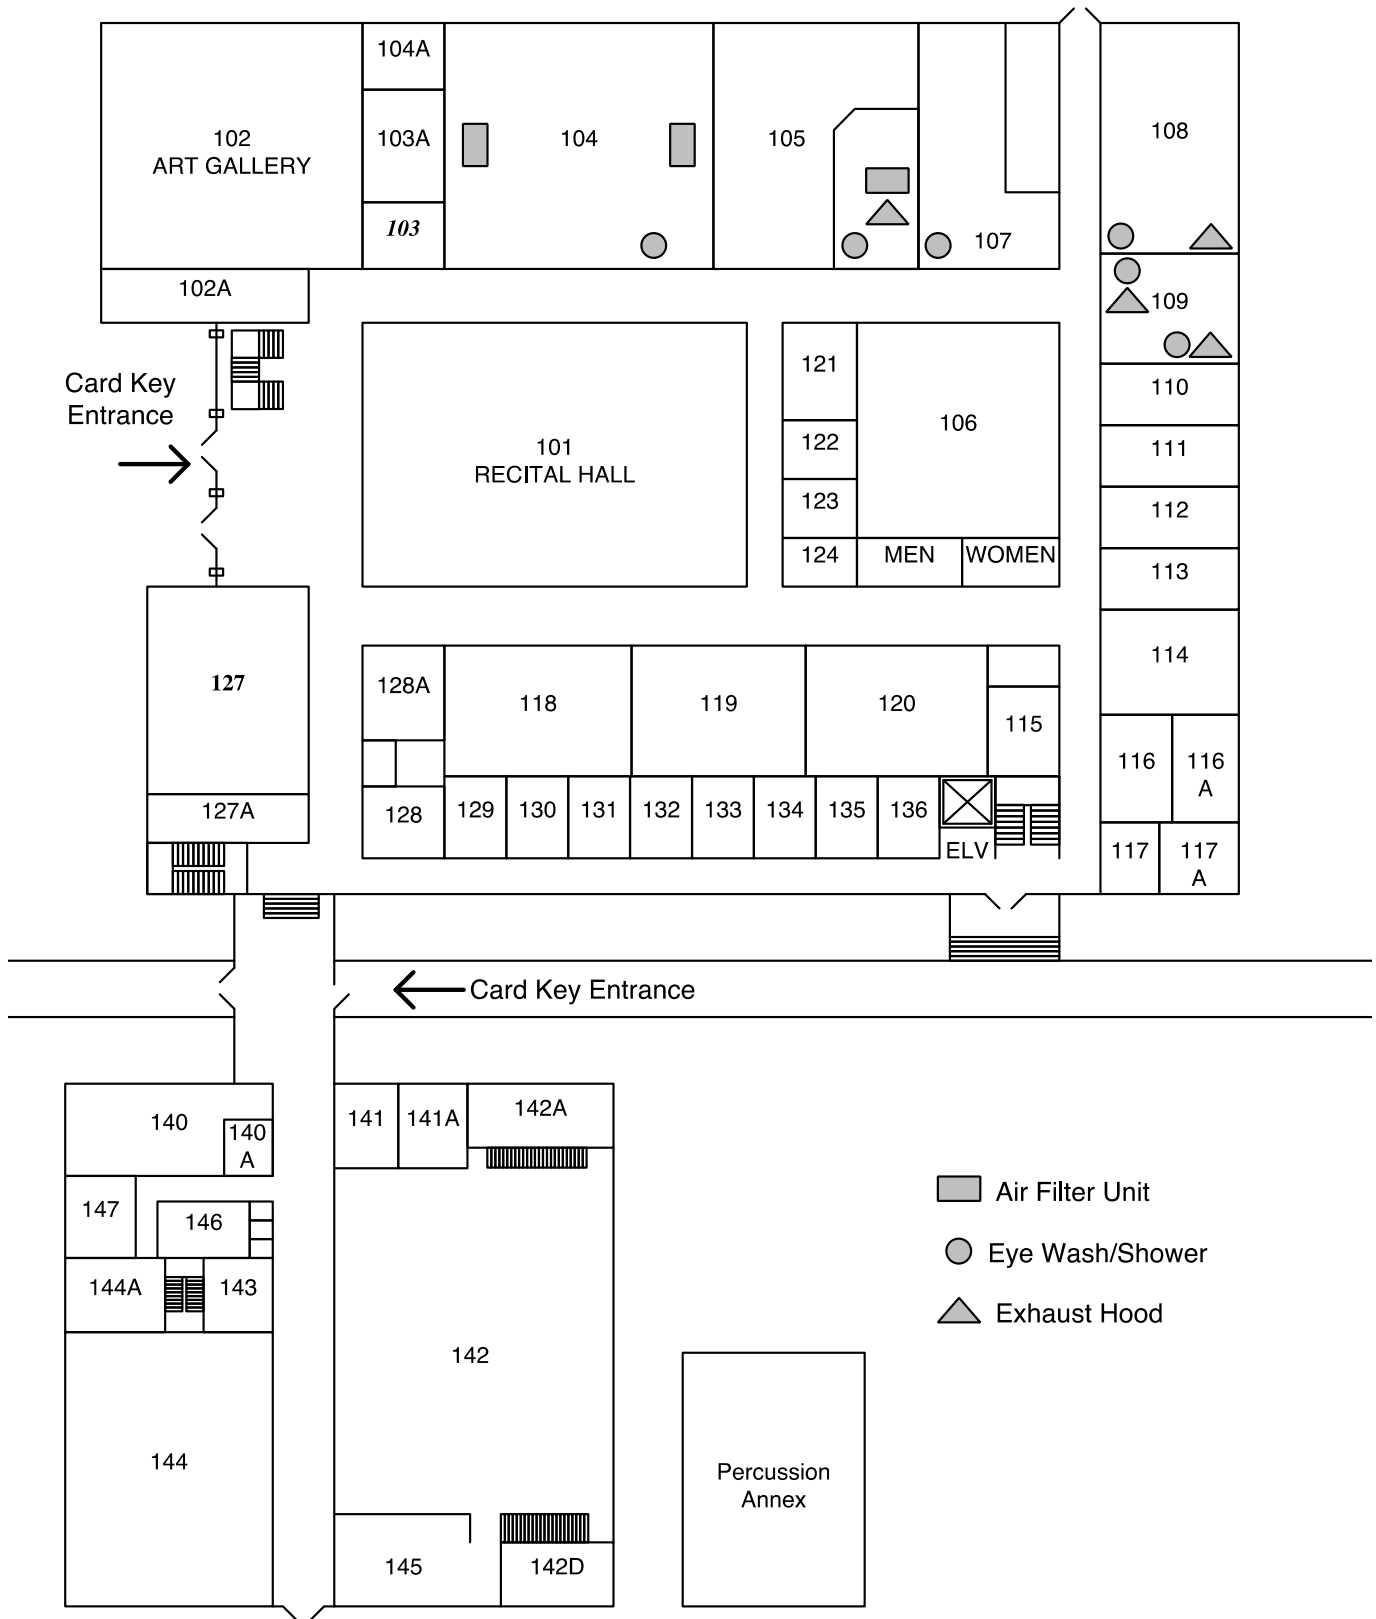 104A
102
ART GALLERY
103A
104
105
108
103
107
102A
109
Card Key
Entrance
121
110
101
RECITAL HALL
122
106
111
123
112
124
MEN
WOMEN
113
127
128A
118
119
120
115
114
116
116
A
127A
128
129
130
131
132
133
134
135
136
ELV
117
117
A
Card Key Entrance
140
140
A
141
141A
142A
147
146
144A
143
142
144
145
142D
Percussion
Annex
Air Filter Unit
Eye Wash/Shower
Exhaust Hood